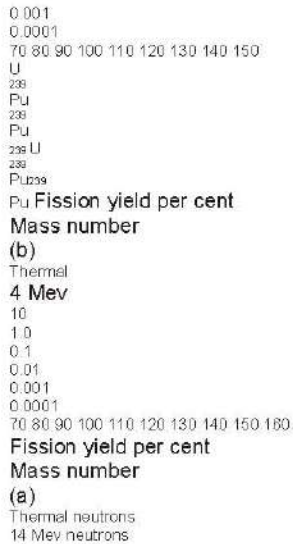 0.001
0.0001
70 80 90 100 110 120 130 140 150
U
239
Pu
239
Pu
239 U
239
Pu239
Pu Fission yield per cent
Mass number
(b)
Thermal
4 Mev
10
1.0
0.1
0.01
0.001
0.0001
70 80 90 100 110 120 130 140 150 160.
Fission yield per cent
Mass number
(a)
Thermal neutrons
14 Mev neutrons